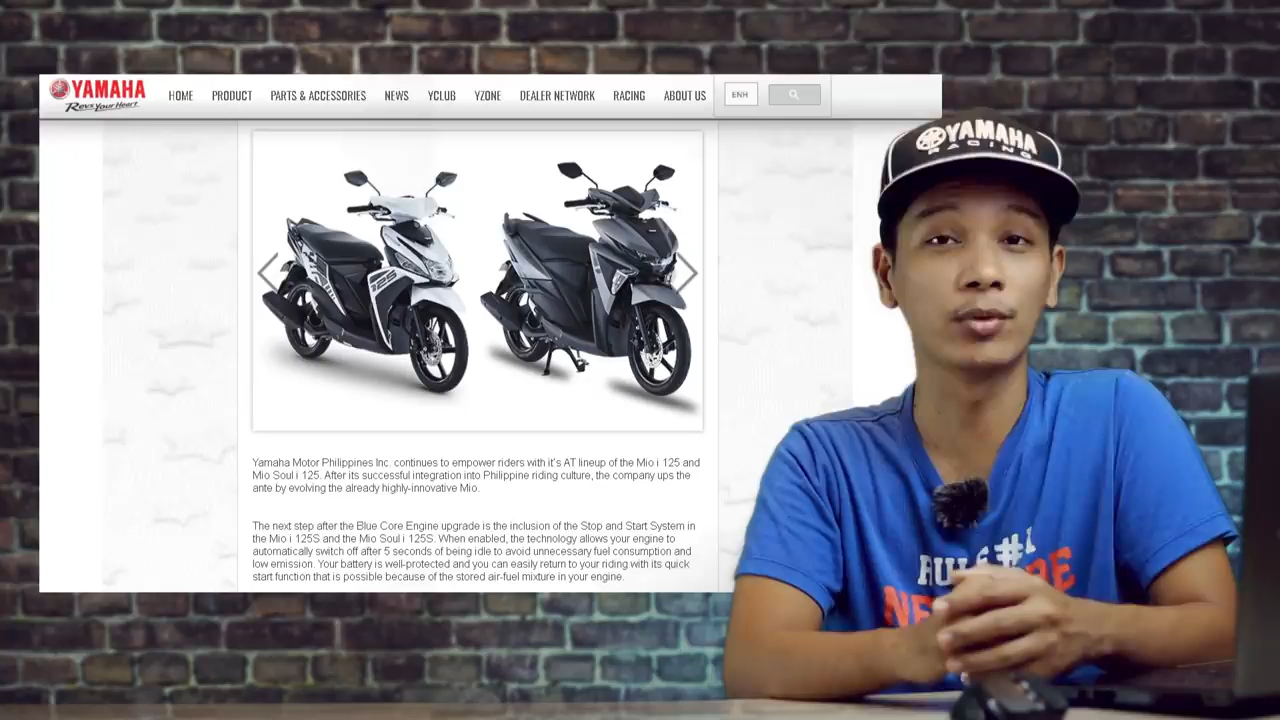 YAMAHA
Revs Your Heart
HOME PRODUCT PARTS & ACCESSORIES NEWS YCLUB YZONE DEALER NETWORK RACING ABOUT US ENH
YAMAHA
RACING
125
Yamaha Motor Philippines Inc. continues to empower riders with it's AT lineup of the Mio i 125 and
Mio Soul i 125. After its successful integration into Philippine riding culture, the company ups the
ante by evolving the already highly-innovative Mio.
The next step after the Blue Core Engine upgrade is the inclusion of the Stop and Start System in
the Mio i 125S and the Mio Soul i 125S. When enabled, the technology allows your engine to
automatically switch off after 5 seconds of being idle to avoid unnecessary fuel consumption and
low emission. Your battery is well-protected and you can easily return to your riding with its quick
start function that is possible because of the stored air-fuel mixture in your engine.
RULE #1